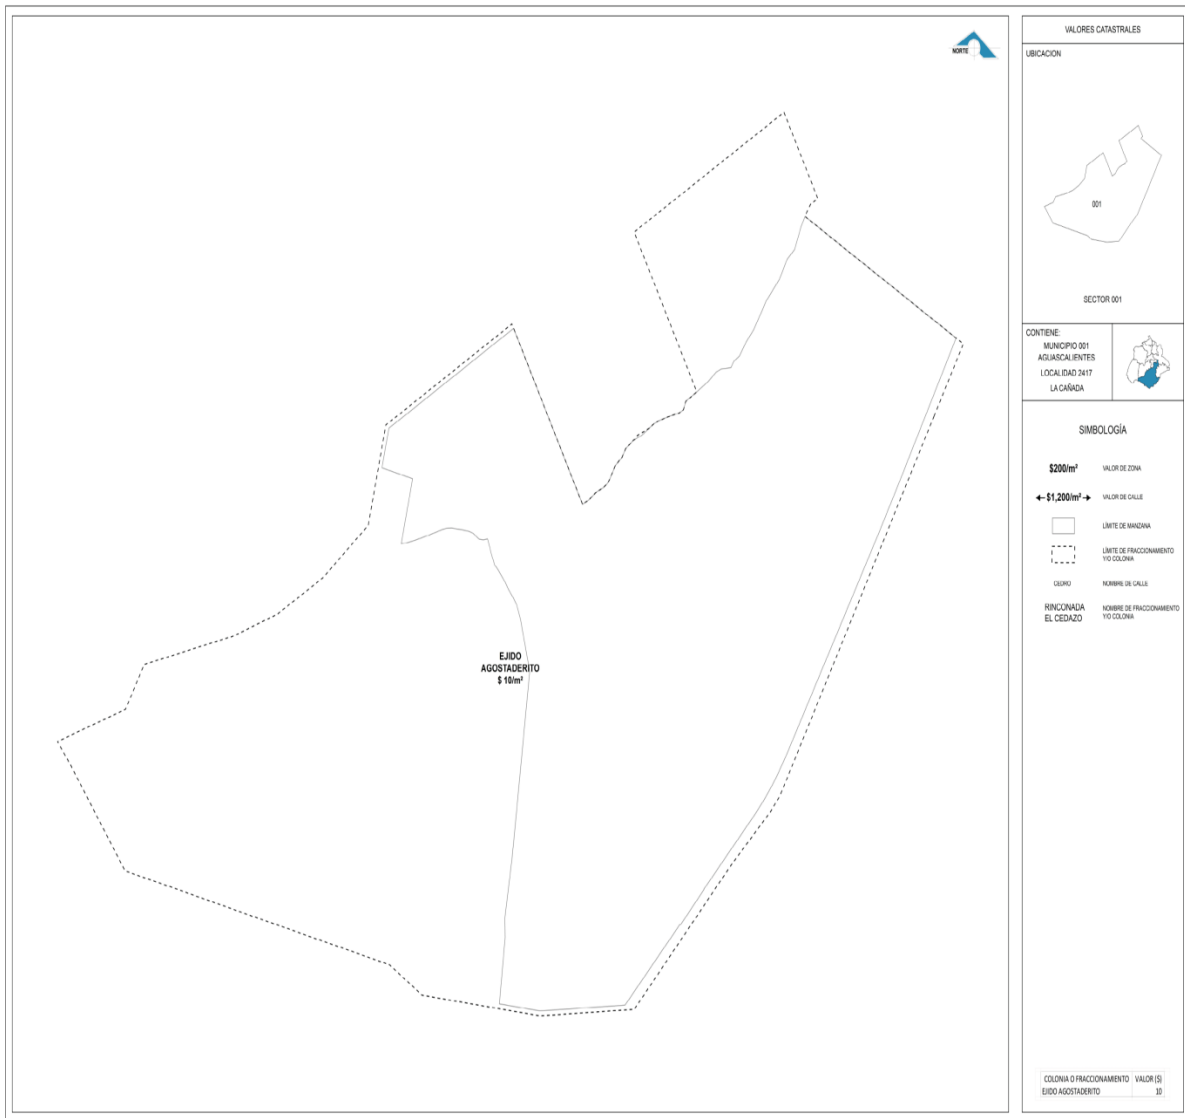 NORTE
EJIDO
AGOSTADERITO
$ 10/m²
VALORES CATASTRALES
UBICACION
001
SECTOR 001
CONTIENE:
MUNICIPIO 001
AGUASCALIENTES
LOCALIDAD 2417
LA CAÑADA
SIMBOLOGÍA
$200/m² VALOR DE ZONA
$1,200/m² VALOR DE CALLE
LÍMITE DE MANZANA
LÍMITE DE FRACCIONAMIENTO
Y/O COLONIA
CEDRO NOMBRE DE CALLE
RINCONADA
EL CEDAZO
NOMBRE DE FRACCIONAMIENTO
Y/O COLONIA
COLONIA O FRACCIONAMIENTO VALOR ($)
EJIDO AGOSTADERITO 10